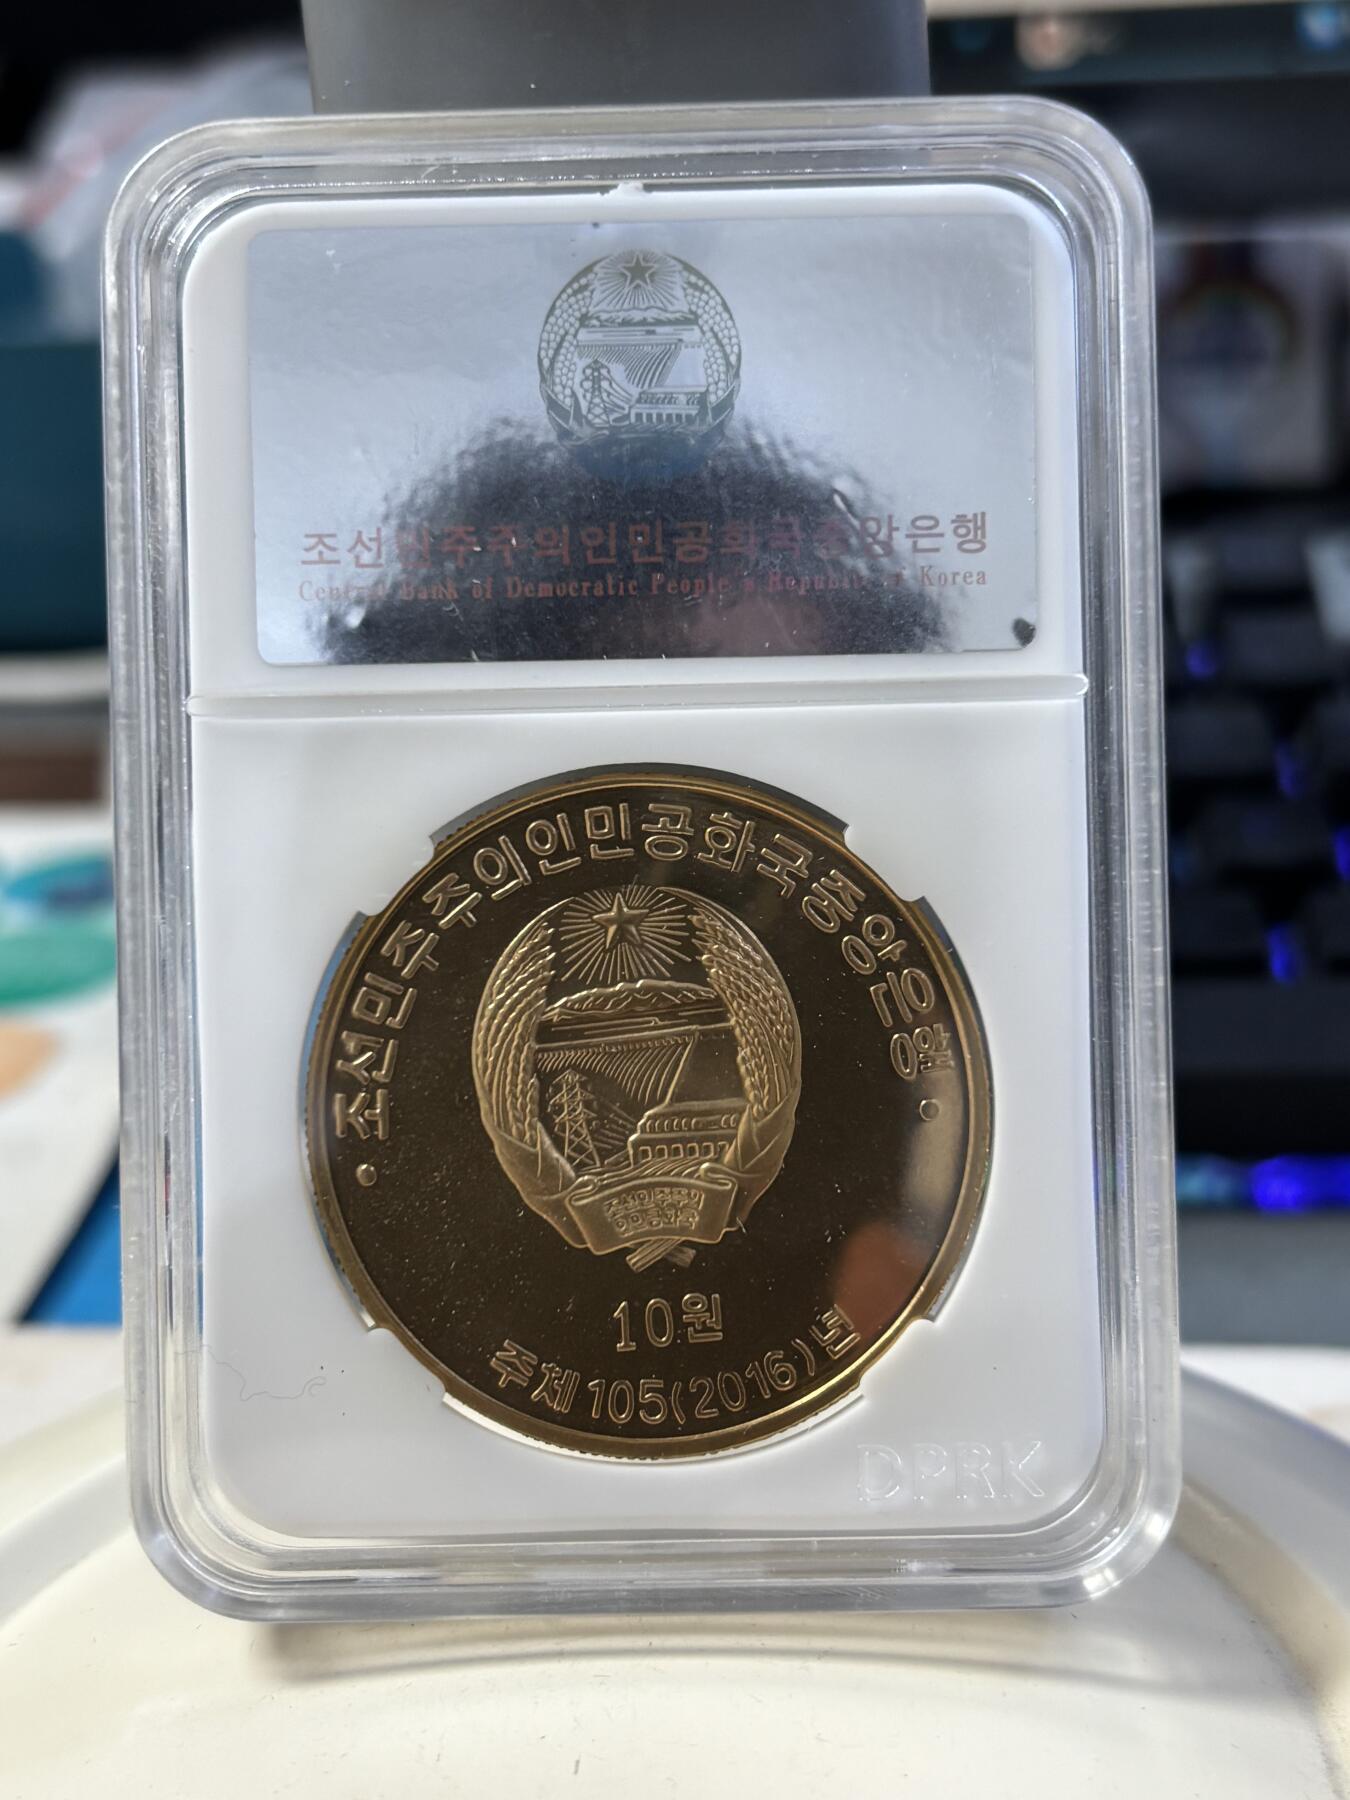 조선민주주의인민공화국중앙은행
Central Bank of Democratic People's Republic of Korea
조선민주주의인민공화국중앙은행
조선민주주의
인민공화국
10원
주체105(2016)년
DPRK